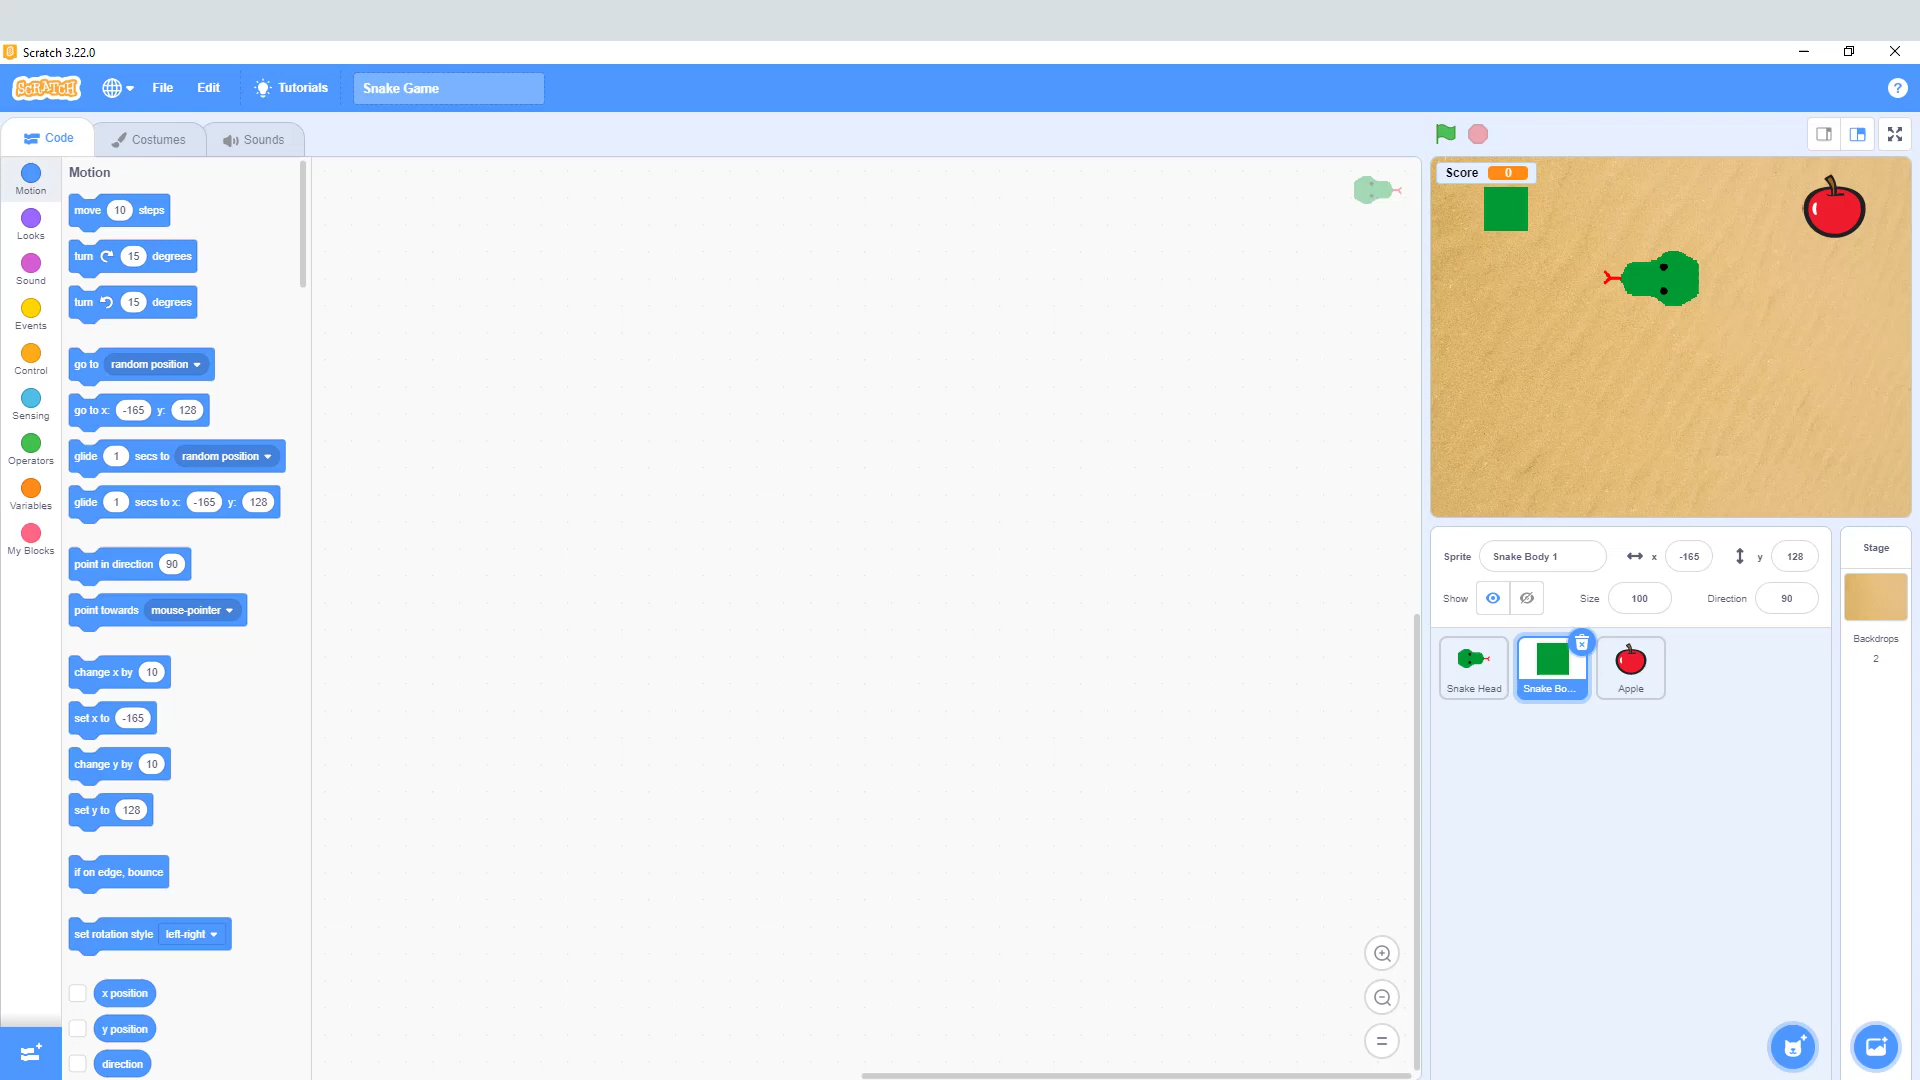 Scratch 3.22.0
SCRATCH
File
Edit
Tutorials
Snake Game
?
Code
Costumes
Sounds
Motion
Looks
Sound
Events
Control
Sensing
Operators
Variables
My Blocks
Motion
move 10 steps
turn 15 degrees
turn 15 degrees
go to random position
go to x: -165 y: 128
glide 1 secs to random position
glide 1 secs to x: -165 y: 128
point in direction 90
point towards mouse-pointer
change x by 10
set x to -165
change y by 10
set y to 128
if on edge, bounce
set rotation style left-right
x position
y position
direction
Score 0
Sprite Snake Body 1 x -165 y 128
Show Size 100 Direction 90
Snake Head
Snake Bo...
Apple
Stage
Backdrops
2